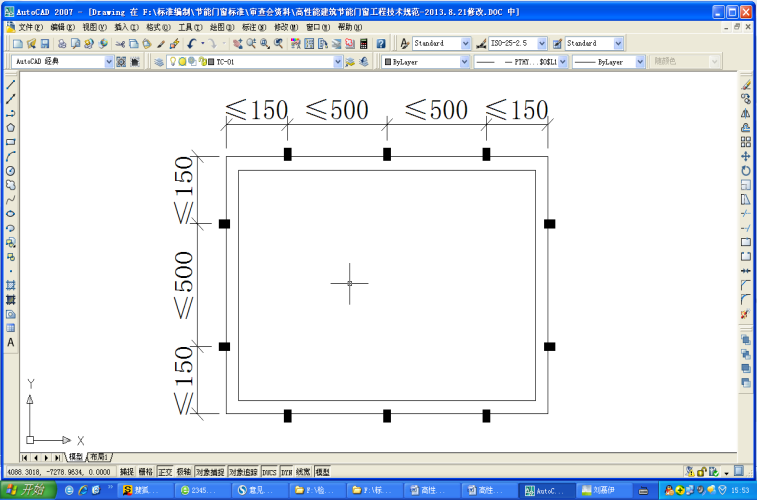 AutoCAD 2007 - [Drawing 在 F:\标准编制\节能门窗标准\审查会资料\高性能建筑节能门窗工程技术规范-2013.8.21修改.DOC 中]
文件(F) 编辑(E) 视图(V) 插入(I) 格式(O) 工具(T) 绘图(D) 标注(N) 修改(M) 窗口(W) 帮助(H)
Standard ISO-25-2.5 Standard
AutoCAD 经典 TC-01 ByLayer PTMY...$O$L1 ByLayer 随颜色
≤150 ≤500 ≤500 ≤150
≤150
≤500
≤150
Y
X
A
模型 布局1
4088.3018, -7278.9634, 0.0000 捕捉 栅格 正交 极轴 对象捕捉 对象追踪 DUCS DYN 线宽 模型
开始 搜狐... 2345... 意见... F:\检... F:\标... 高性... 高性... AutoC... 刘慕伊 15:53